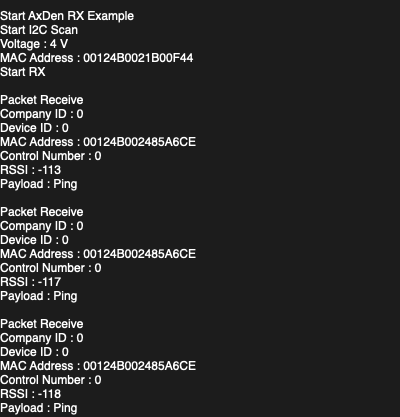 Start AxDen RX Example
Start I2C Scan
Voltage : 4 V
MAC Address : 00124B0021B00F44
Start RX

Packet Receive
Company ID : 0
Device ID : 0
MAC Address : 00124B002485A6CE
Control Number : 0
RSSI : -113
Payload : Ping

Packet Receive
Company ID : 0
Device ID : 0
MAC Address : 00124B002485A6CE
Control Number : 0
RSSI : -117
Payload : Ping

Packet Receive
Company ID : 0
Device ID : 0
MAC Address : 00124B002485A6CE
Control Number : 0
RSSI : -118
Payload : Ping